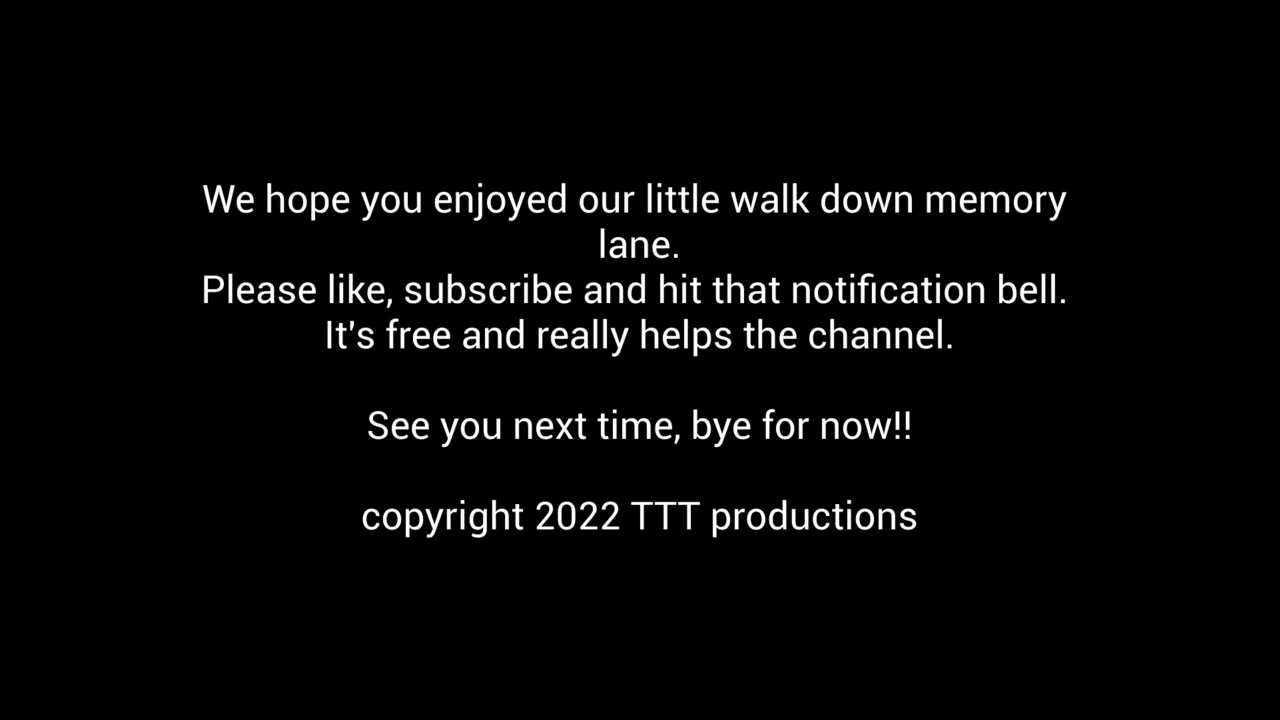 We hope you enjoyed our little walk down memory
lane.
Please like, subscribe and hit that notification bell.
It's free and really helps the channel.
See you next time, bye for now!!
copyright 2022 TTT productions